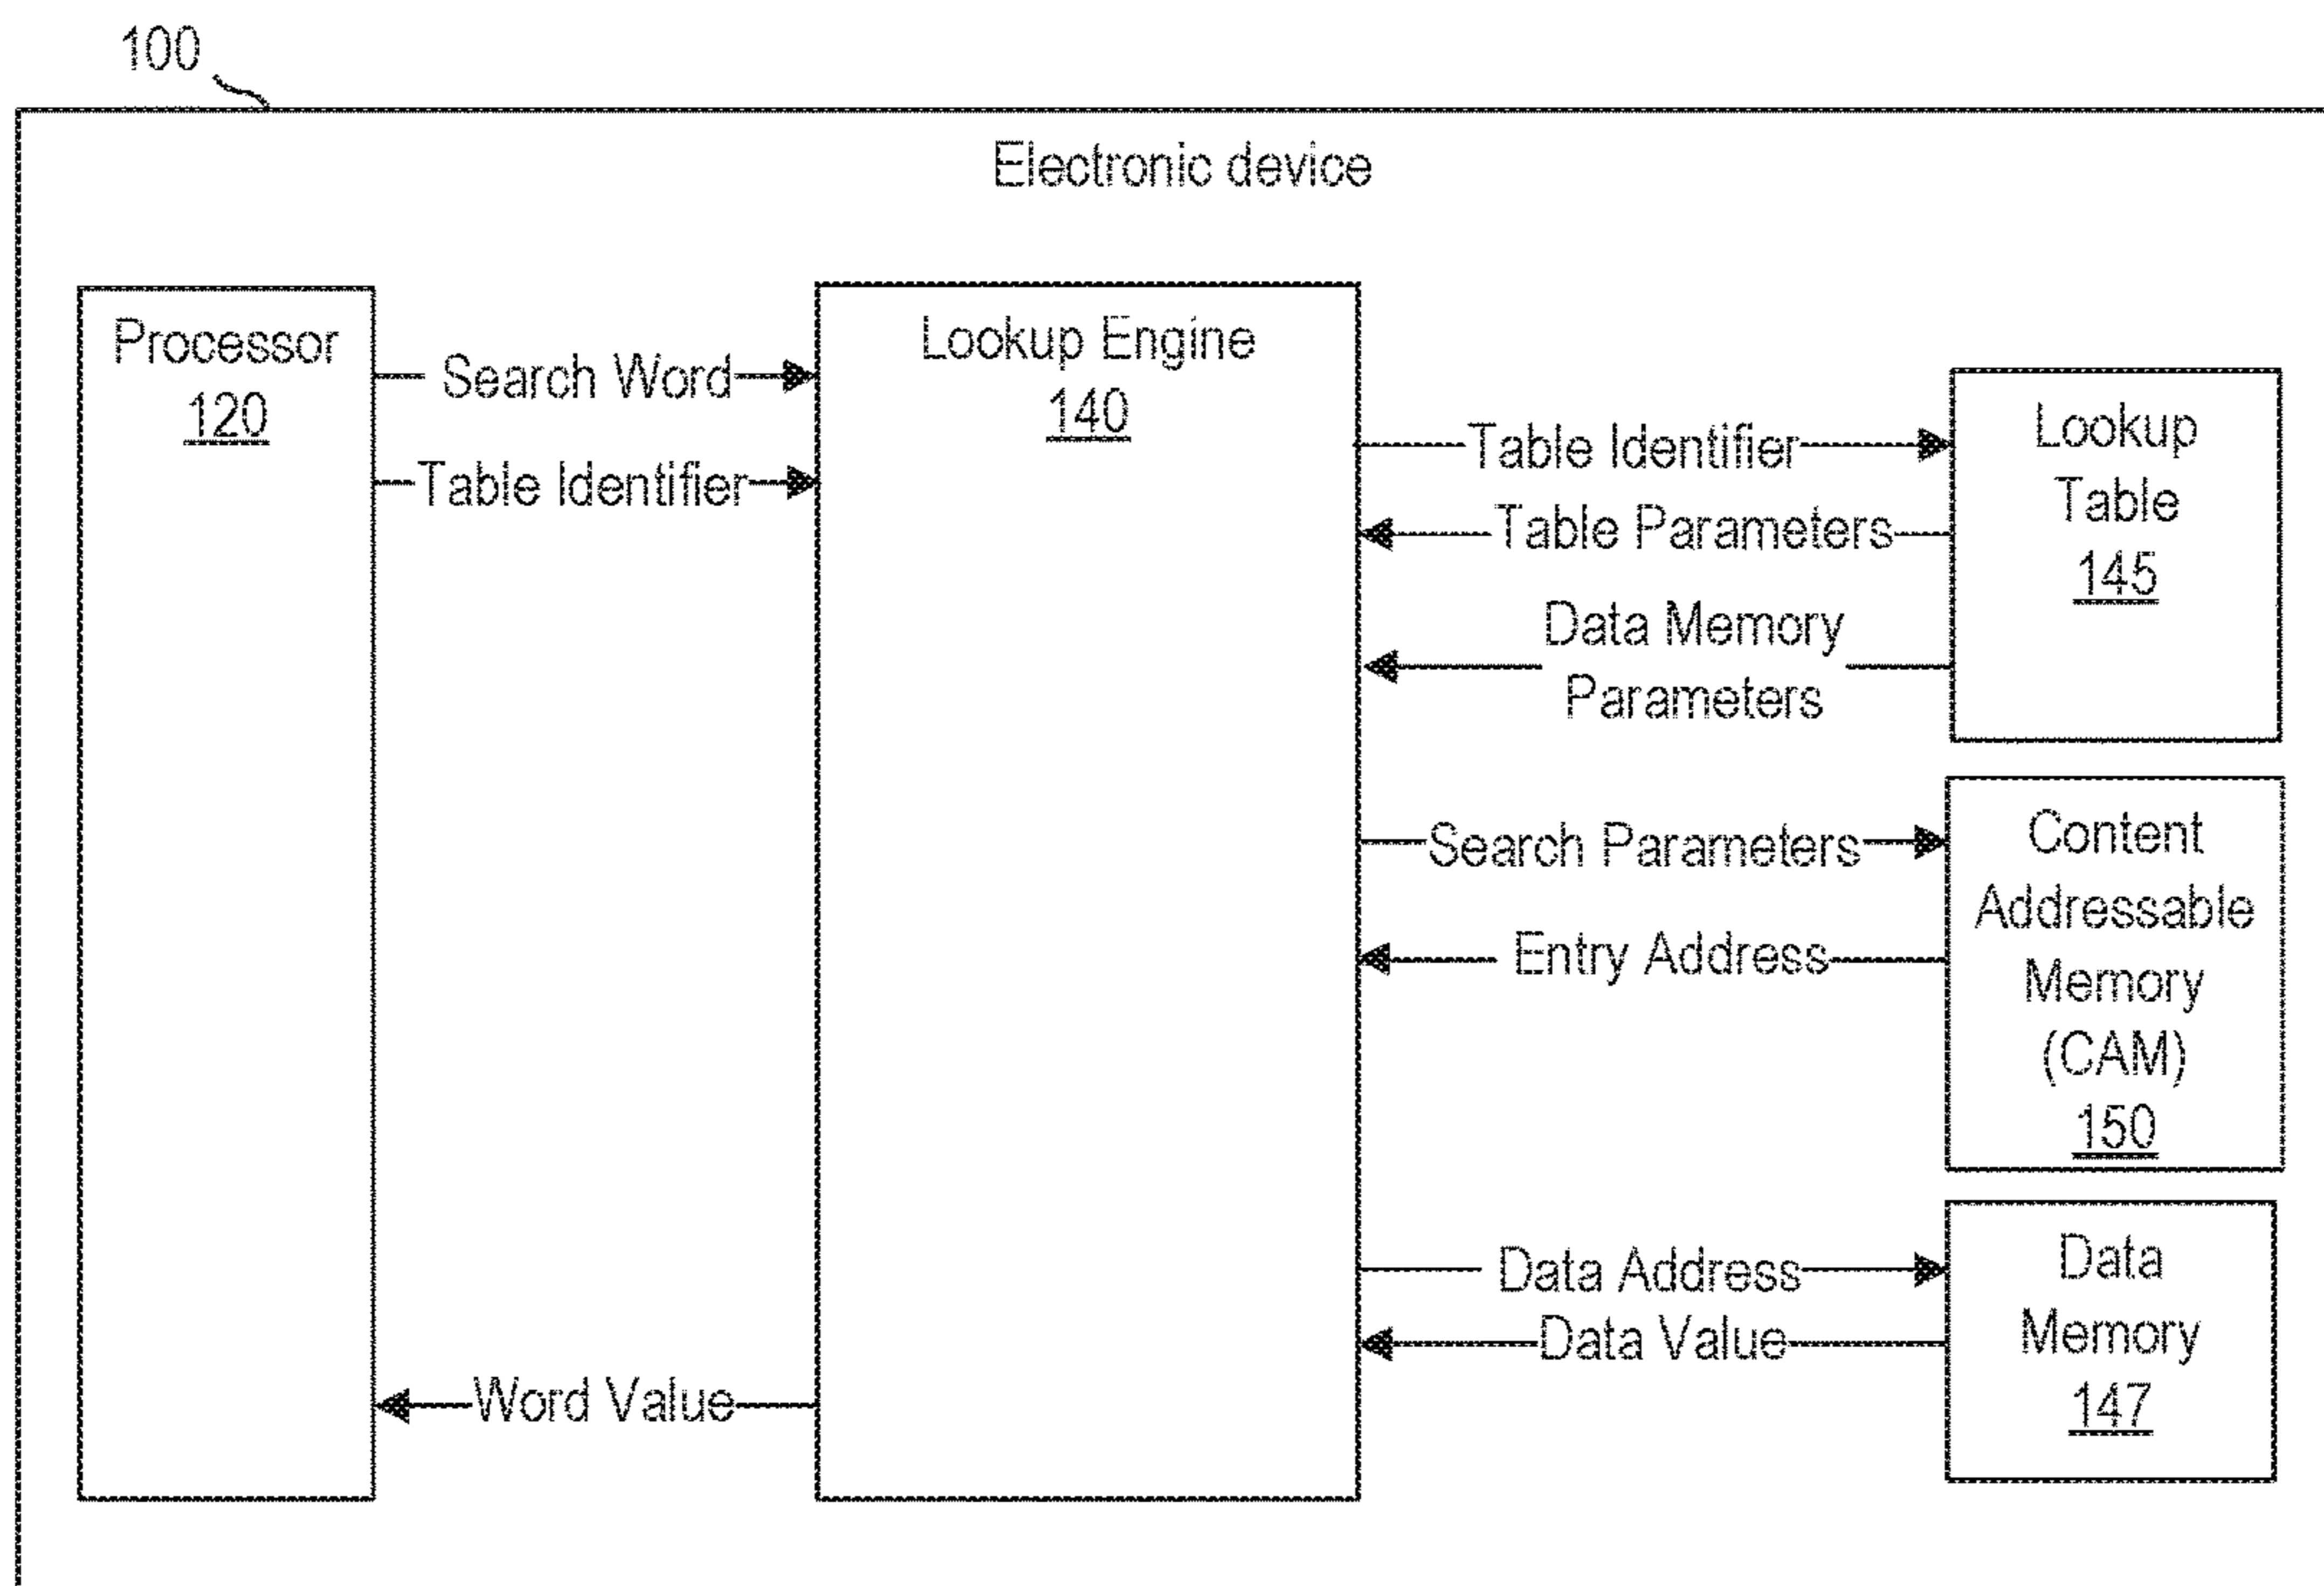 100
Electronic device
Processor
120
Search Word
Table Identifier
Word Value
Lookup Engine
140
Table Identifier
Table Parameters
Data Memory
Parameters
Search Parameters
Entry Address
Data Address
Data Value
Lookup
Table
145
Content
Addressable
Memory
(CAM)
150
Data
Memory
147